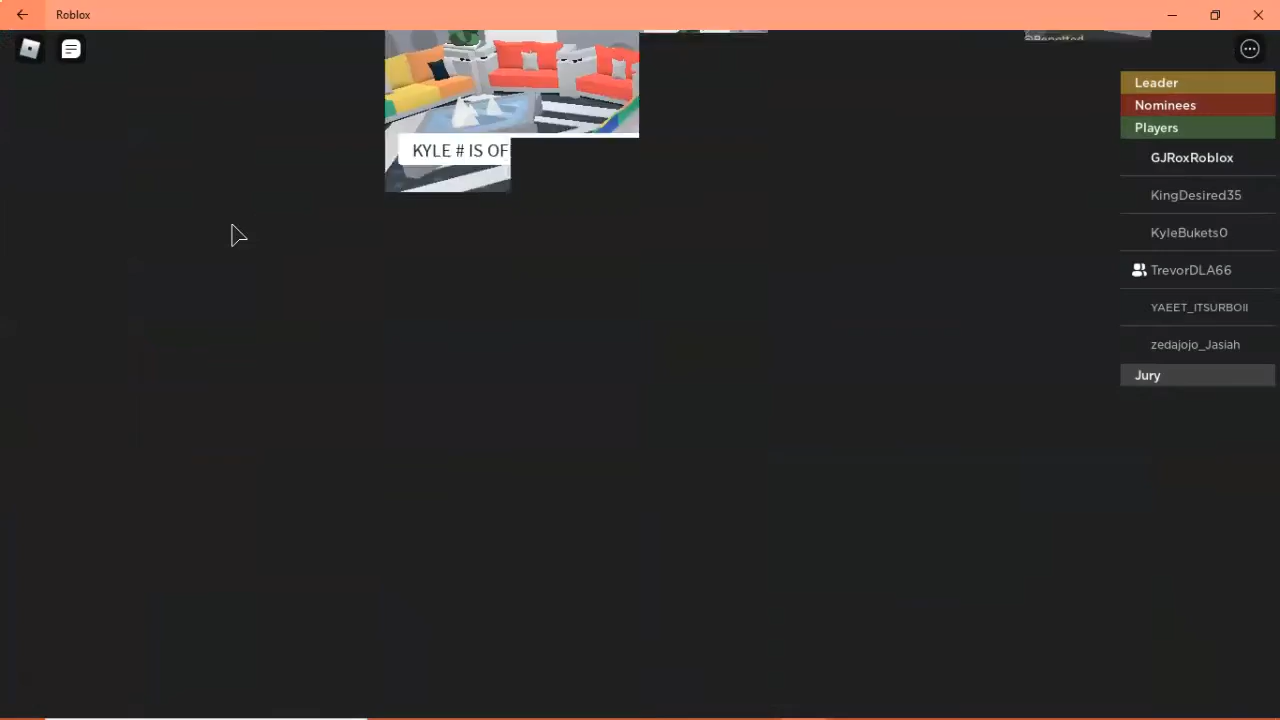 Roblox
KYLE # IS OF
Leader
Nominees
Players
GJRoxRoblox
KingDesired35
KyleBukets0
TrevorDLA66
YAEET_ITSURBOII
zedajojo_Jasiah
Jury